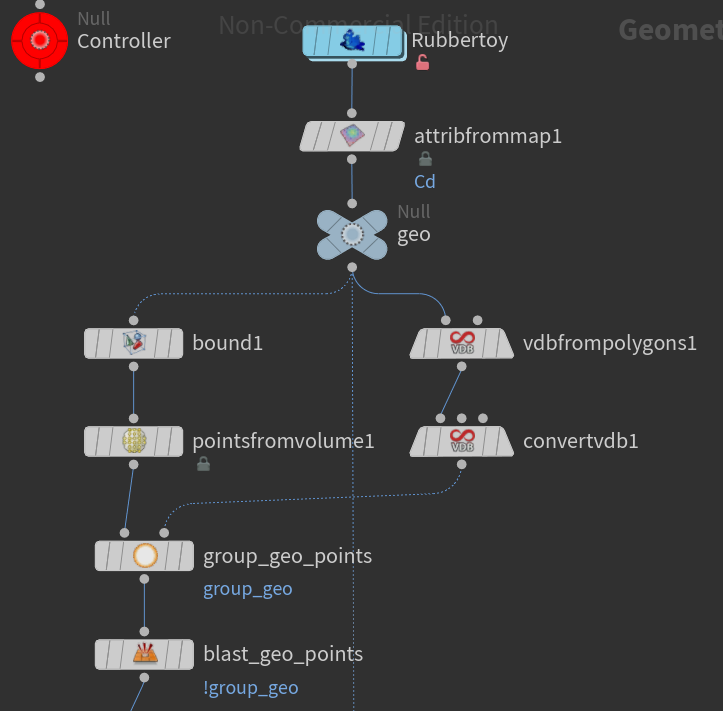 Null
Controller
Non-Commercial Edition
Rubbertoy
Geomet
attribfrommap1
Cd
Null
geo
bound1
vdbfrompolygons1
VDB
pointsfromvolume1
convertvdb1
VDB
group_geo_points
group_geo
blast_geo_points
!group_geo